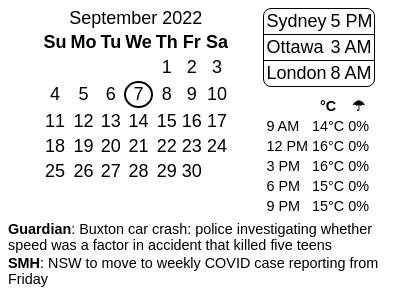 September 2022
Su Mo Tu We Th Fr Sa
1 2 3
4 5 6 7 8 9 10
11 12 13 14 15 16 17
18 19 20 21 22 23 24
25 26 27 28 29 30
Sydney 5 PM
Ottawa 3 AM
London 8 AM
°C ☂
9 AM 14°C 0%
12 PM 16°C 0%
3 PM 16°C 0%
6 PM 15°C 0%
9 PM 15°C 0%
Guardian: Buxton car crash: police investigating whether
speed was a factor in accident that killed five teens
SMH: NSW to move to weekly COVID case reporting from
Friday